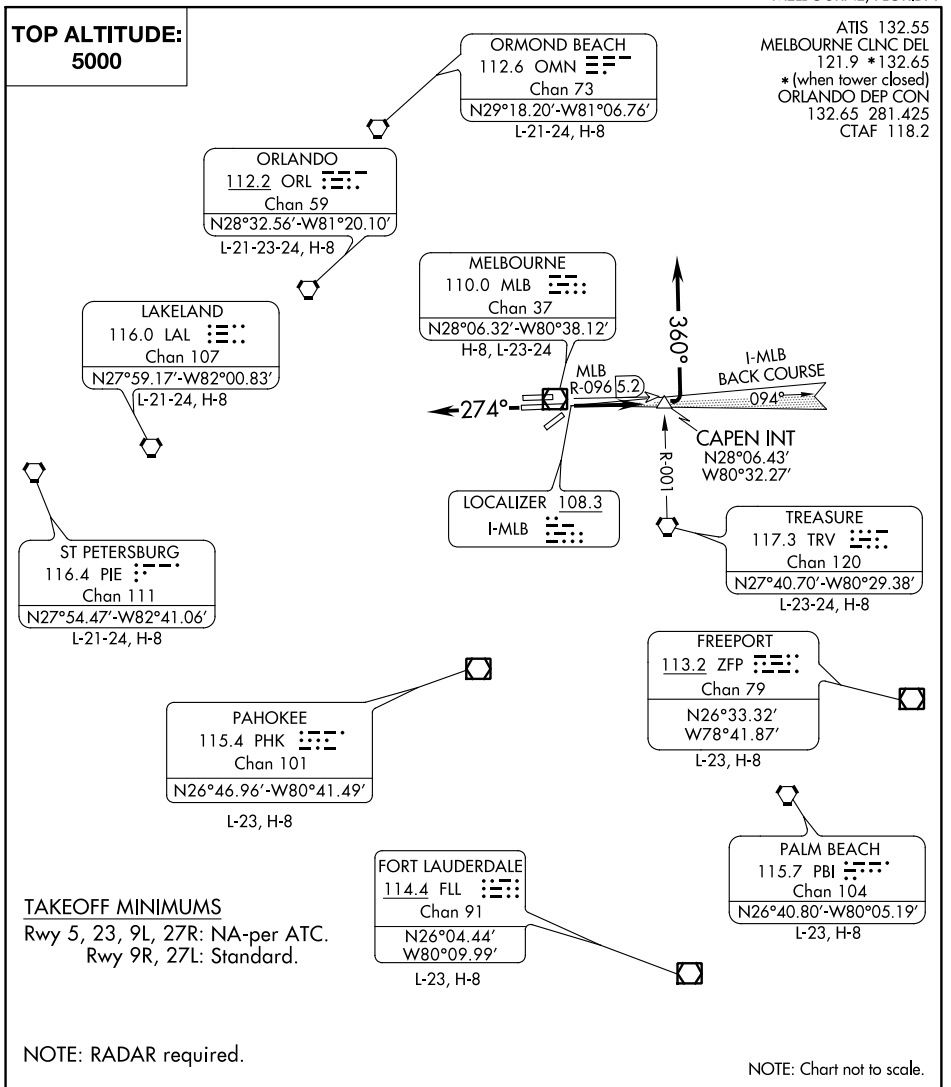 TOP ALTITUDE:
5000
ATIS 132.55
MELBOURNE CLNC DEL
121.9 *132.65
*(when tower closed)
ORLANDO DEP CON
132.65 281.425
CTAF 118.2
ORMOND BEACH
112.6 OMN
Chan 73
N29°18.20'-W81°06.76'
L-21-24, H-8
ORLANDO
112.2 ORL
Chan 59
N28°32.56'-W81°20.10'
L-21-23-24, H-8
MELBOURNE
110.0 MLB
Chan 37
N28°06.32'-W80°38.12'
H-8, L-23-24
LAKELAND
116.0 LAL
Chan 107
N27°59.17'-W82°00.83'
L-21-24, H-8
360°
I-MLB
BACK COURSE
094°
MLB
R-096 5.2
274°
CAPEN INT
N28°06.43'
W80°32.27'
R-001
LOCALIZER 108.3
I-MLB
TREASURE
117.3 TRV
Chan 120
N27°40.70'-W80°29.38'
L-23-24, H-8
ST PETERSBURG
116.4 PIE
Chan 111
N27°54.47'-W82°41.06'
L-21-24, H-8
FREEPORT
113.2 ZFP
Chan 79
N26°33.32'
W78°41.87'
L-23, H-8
PAHOKEE
115.4 PHK
Chan 101
N26°46.96'-W80°41.49'
L-23, H-8
PALM BEACH
115.7 PBI
Chan 104
N26°40.80'-W80°05.19'
L-23, H-8
FORT LAUDERDALE
114.4 FLL
Chan 91
N26°04.44'
W80°09.99'
L-23, H-8
TAKEOFF MINIMUMS
Rwy 5, 23, 9L, 27R: NA-per ATC.
Rwy 9R, 27L: Standard.
NOTE: RADAR required.
NOTE: Chart not to scale.